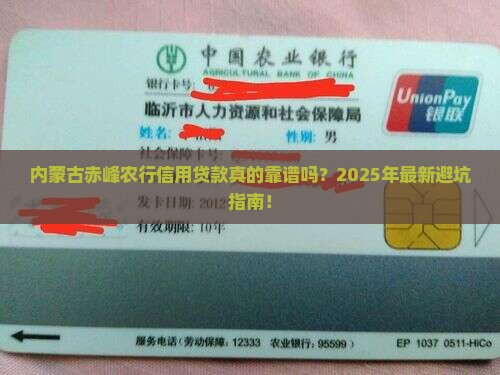 中国农业银行
AGRICULTURAL BANK OF CHINA
银行卡号:
UnionPay
银联
临沂市人力资源和社会保障局
姓名:
性别: 男
社会保障号码:
内蒙古赤峰农行信用贷款真的靠谱吗?2025年最新避坑
指南!
发卡日期: 2012
有效期限: 10年
服务电话(劳动保障: 12333 农业银行: 95599)
EP 1037 0511-HiCo